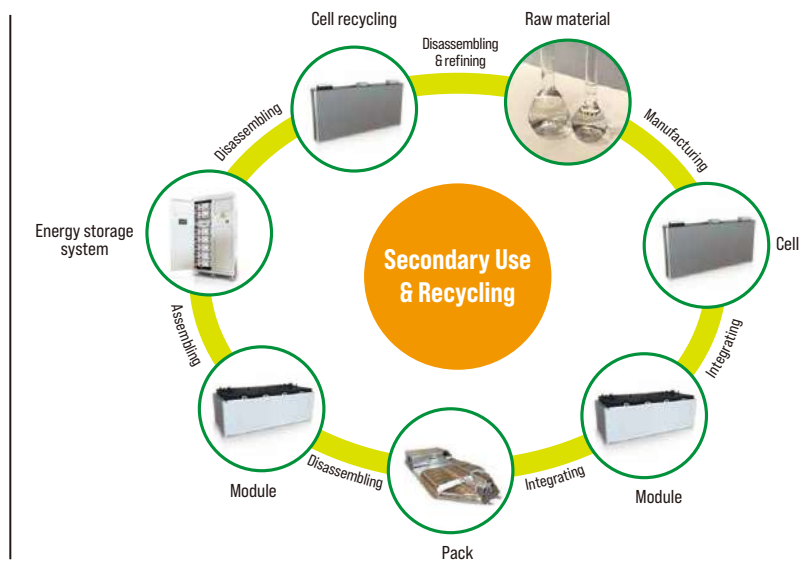 Cell recycling
Disassembling
& refining
Raw material
Manufacturing
Cell
Integrating
Module
Integrating
Pack
Disassembling
Module
Assembling
Energy storage
system
Disassembling
Secondary Use
& Recycling